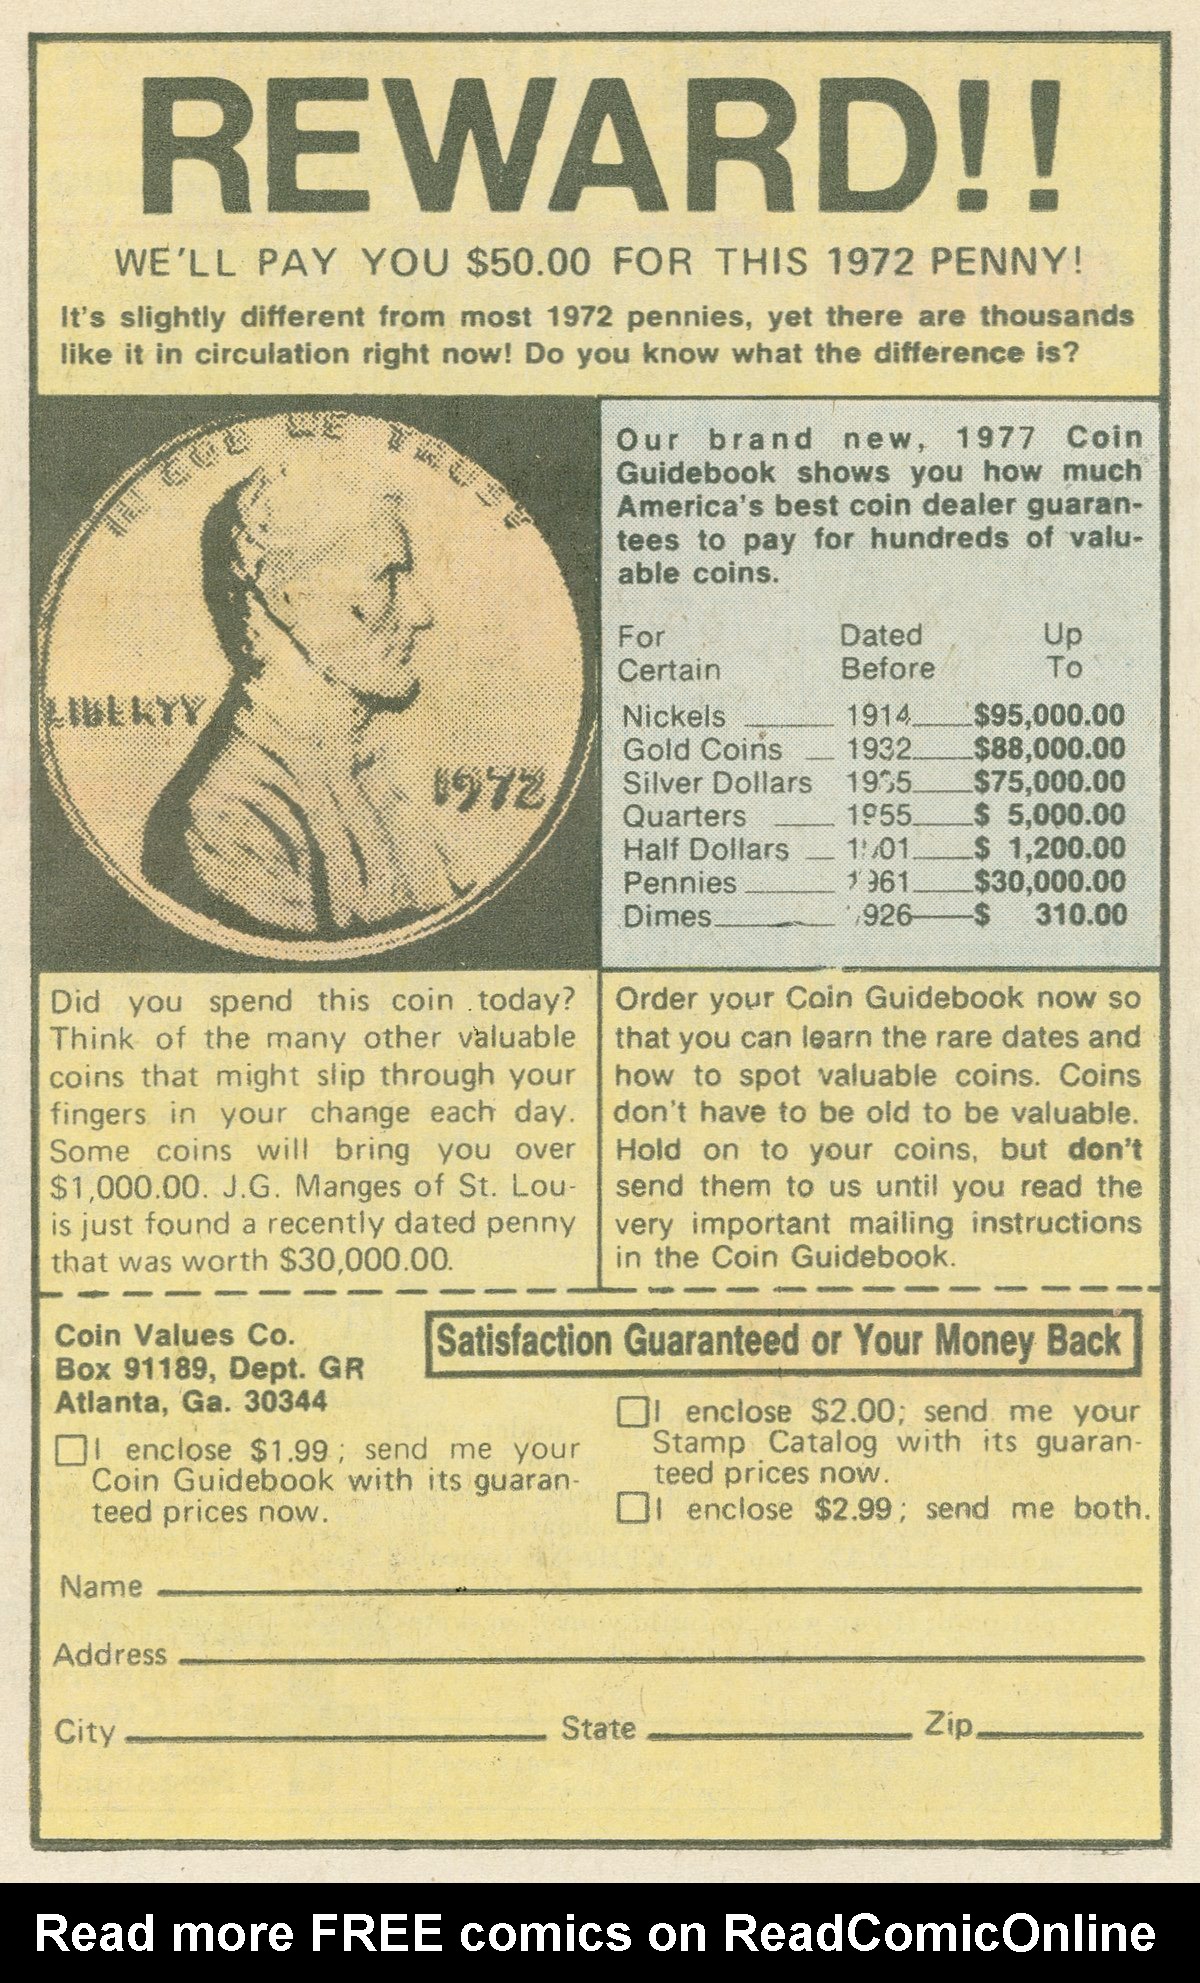 REWARD!!
WE'LL PAY YOU $50.00 FOR THIS 1972 PENNY!
It's slightly different from most 1972 pennies, yet there are thousands
like it in circulation right now! Do you know what the difference is?
IN GOD WE TRUST
LIBERTY
1972
Our brand new, 1977 Coin
Guidebook shows you how much
America's best coin dealer guaran-
tees to pay for hundreds of valu-
able coins.
For Dated Up
Certain Before To
Nickels 1914 $95,000.00
Gold Coins 1932 $88,000.00
Silver Dollars $75,000.00
Quarters 1955 $ 5,000.00
Half Dollars $ 1,200.00
Pennies 1961 $30,000.00
Dimes 1926 $ 310.00
Did you spend this coin today?
Think of the many other valuable
coins that might slip through your
fingers in your change each day.
Some coins will bring you over
$1,000.00. J.G. Manges of St. Lou-
is just found a recently dated penny
that was worth $30,000.00.
Order your Coin Guidebook now so
that you can learn the rare dates and
how to spot valuable coins. Coins
don't have to be old to be valuable.
Hold on to your coins, but don't
send them to us until you read the
very important mailing instructions
in the Coin Guidebook.
Coin Values Co.
Box 91189, Dept. GR
Atlanta, Ga. 30344
I enclose $1.99; send me your
Coin Guidebook with its guaran-
teed prices now.
Satisfaction Guaranteed or Your Money Back
I enclose $2.00; send me your
Stamp Catalog with its guaran-
teed prices now.
I enclose $2.99; send me both.
Name
Address
City State Zip
Read more FREE comics on ReadComicOnline